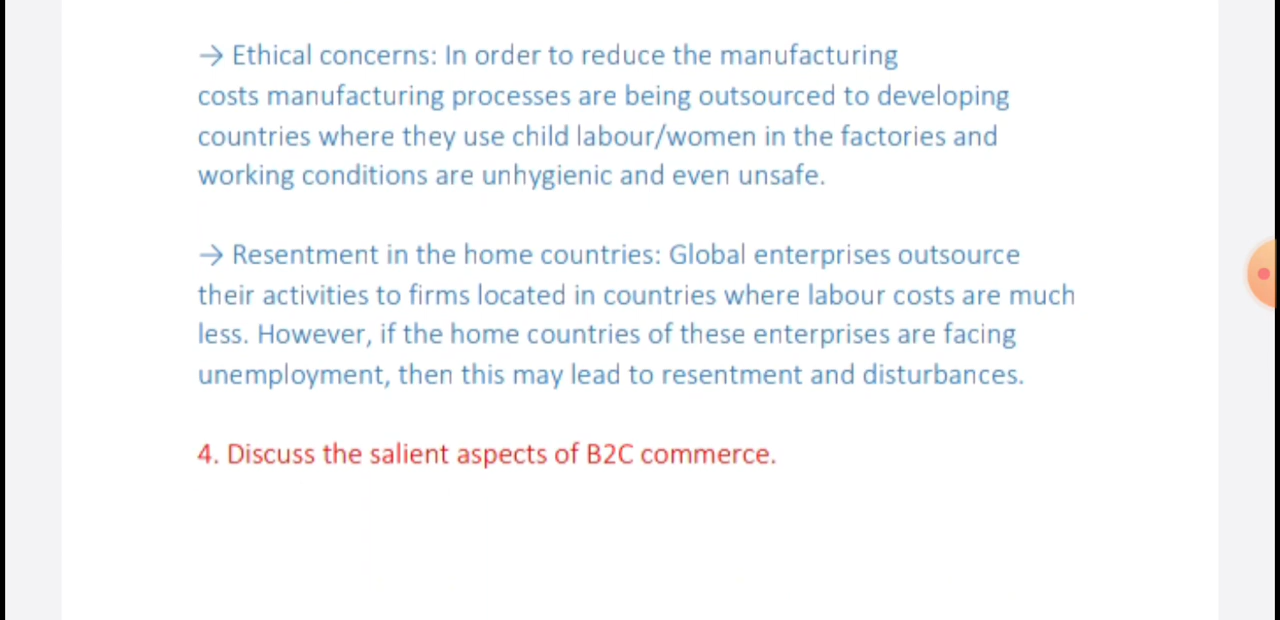 → Ethical concerns: In order to reduce the manufacturing
costs manufacturing processes are being outsourced to developing
countries where they use child labour/women in the factories and
working conditions are unhygienic and even unsafe.
→ Resentment in the home countries: Global enterprises outsource
their activities to firms located in countries where labour costs are much
less. However, if the home countries of these enterprises are facing
unemployment, then this may lead to resentment and disturbances.
4. Discuss the salient aspects of B2C commerce.